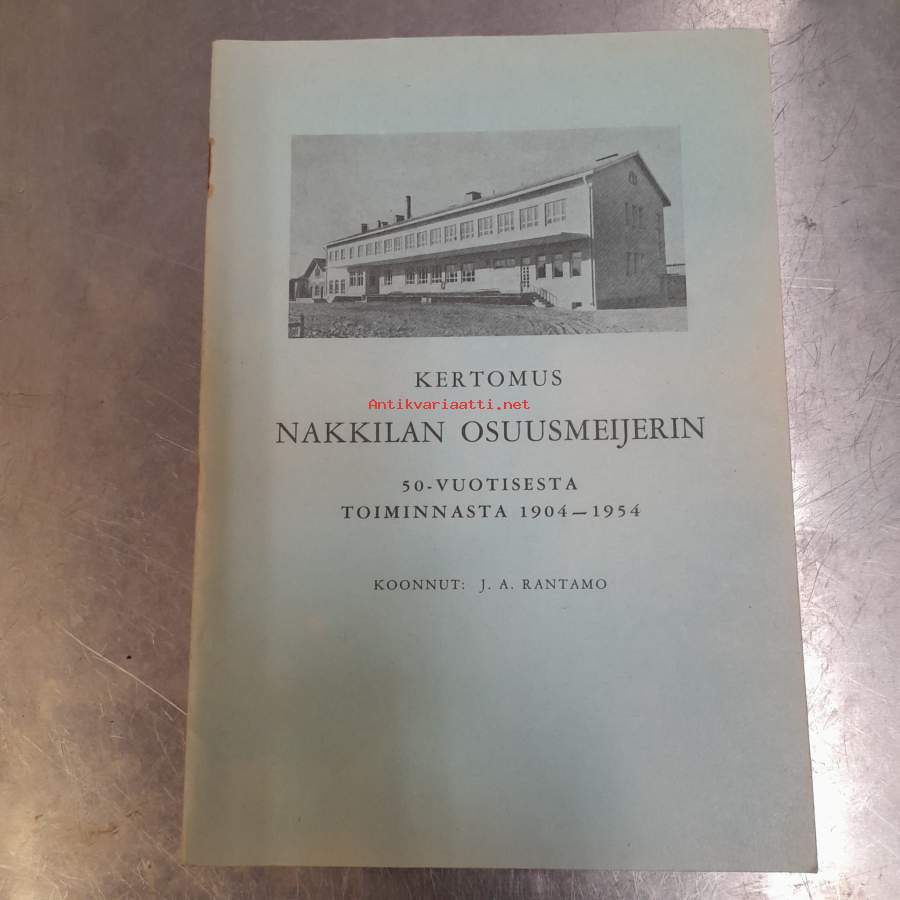 KERTOMUS
Antikvariaatti.net
NAKKILAN OSUUSMEIJERIN
50-VUOTISESTA
TOIMINNASTA 1904—1954
KOONNUT: J. A. RANTAMO